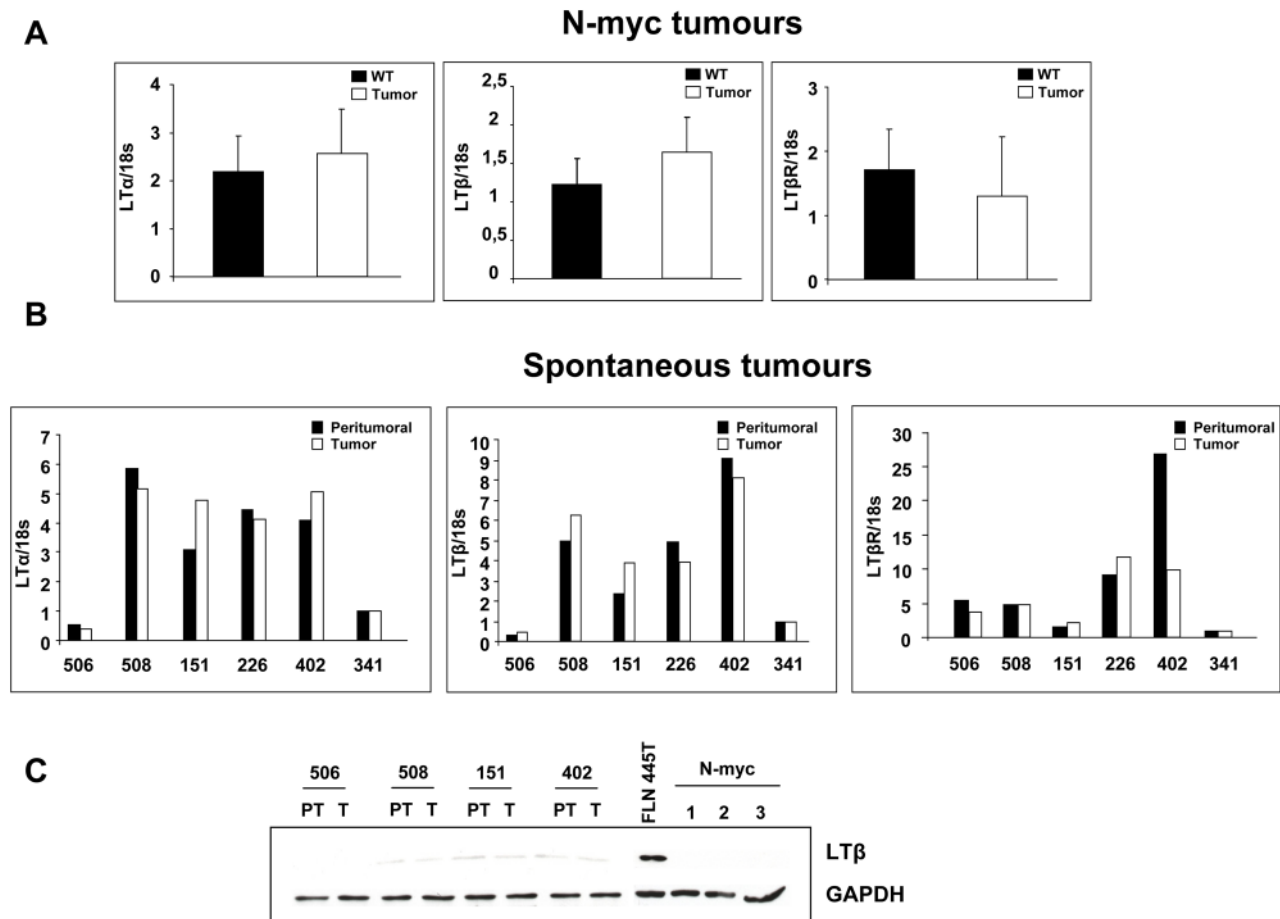 A
N-myc tumours
WT
Tumor
LTα/18s
4
3
2
1
0
WT
Tumor
LTβ/18s
2,5
2
1,5
1
0,5
0
WT
Tumor
LTβR/18s
3
2
1
0
B
Spontaneous tumours
Peritumoral
Tumor
LTα/18s
7
6
5
4
3
2
1
0
506 508 151 226 402 341
Peritumoral
Tumor
LTβ/18s
10
9
8
7
6
5
4
3
2
1
0
506 508 151 226 402 341
Peritumoral
Tumor
LTβR/18s
30
25
20
15
10
5
0
506 508 151 226 402 341
C
506 508 151 402 FLN 445T N-myc
PT T PT T PT T PT T 1 2 3
LTβ
GAPDH